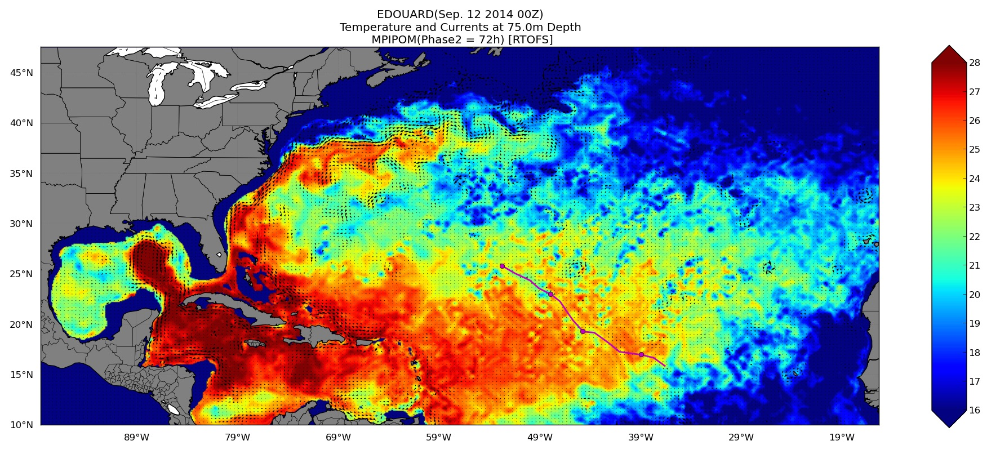 EDOUARD(Sep. 12 2014 00Z)
Temperature and Currents at 75.0m Depth
MPIPOM(Phase2 = 72h) [RTOFS]
45°N
40°N
35°N
30°N
25°N
20°N
15°N
10°N
89°W 79°W 69°W 59°W 49°W 39°W 29°W 19°W
28
27
26
25
24
23
22
21
20
19
18
17
16